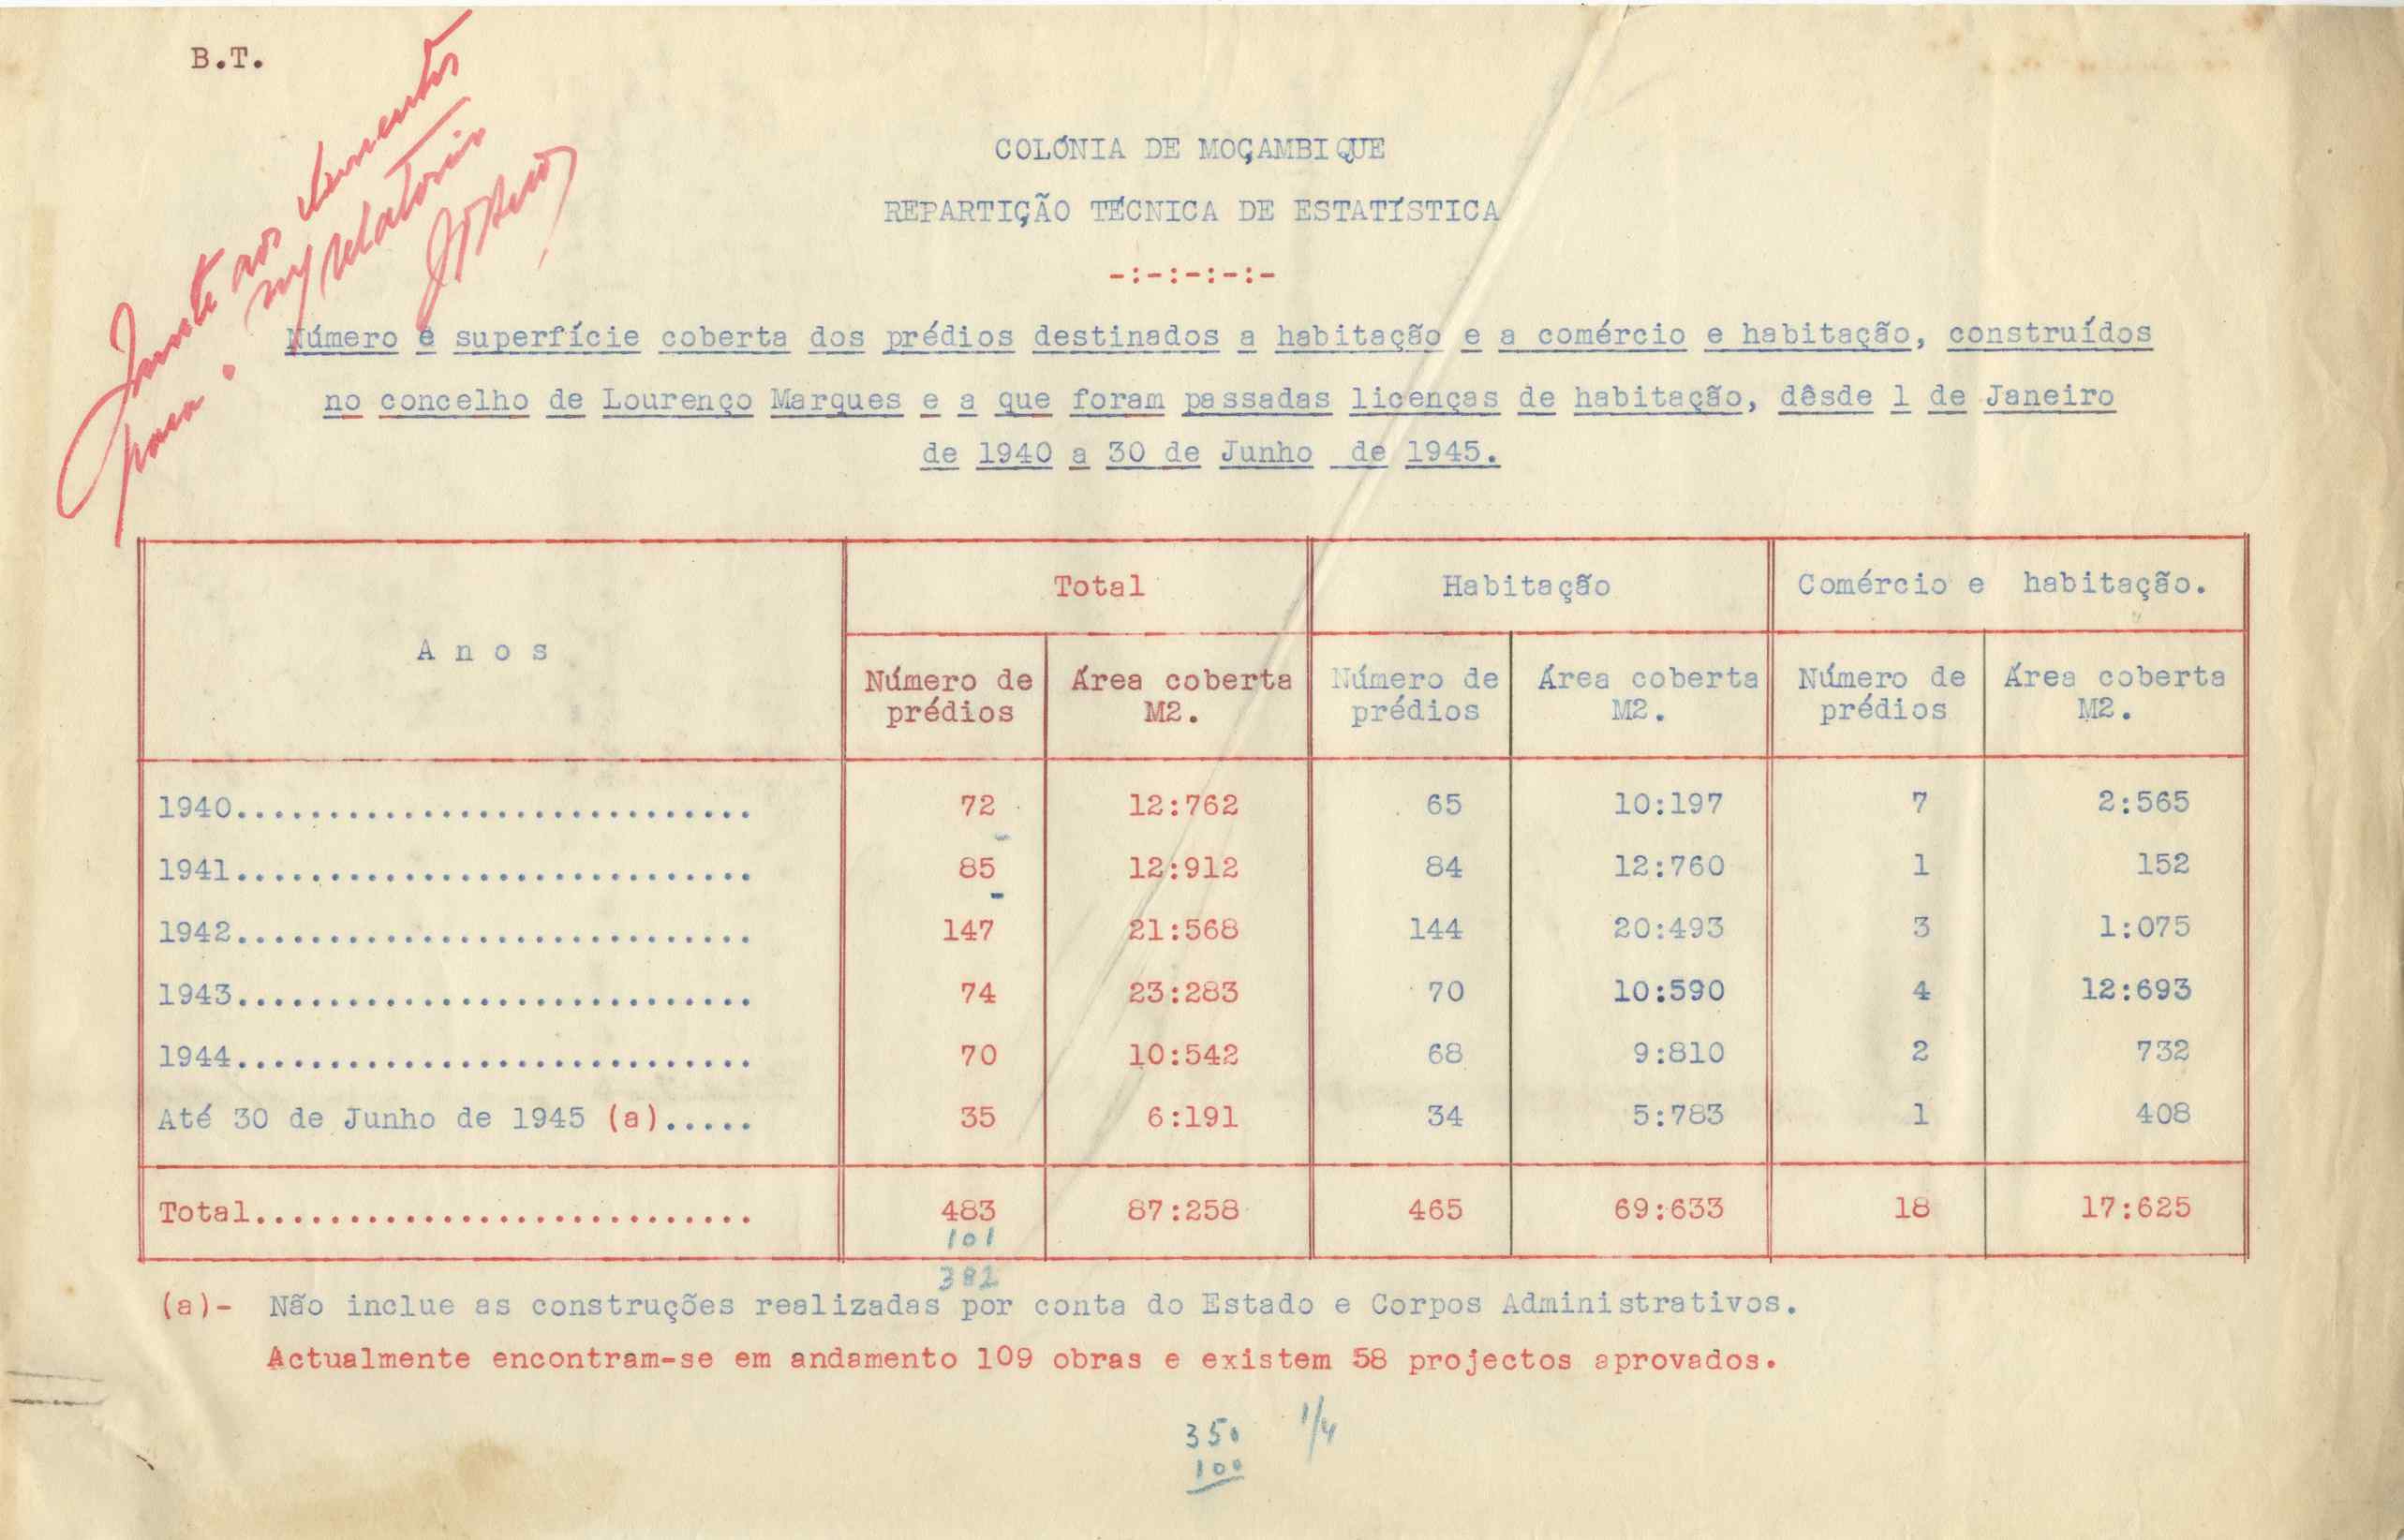 B.T.
Junte aos elementos
para o meu relatório
COLÓNIA DE MOÇAMBIQUE
REPARTIÇÃO TÉCNICA DE ESTATÍSTICA
-:-:-:-:-
Número e superfície coberta dos prédios destinados a habitação e a comércio e habitação, construídos
no concelho de Lourenço Marques e a que foram passadas licenças de habitação, dêsde 1 de Janeiro
de 1940 a 30 de Junho de 1945.
Anos Total Habitação Comércio e habitação.
Número de Área coberta Número de Área coberta Número de Área coberta
prédios M2. prédios M2. prédios M2.
1940............................ 72 12:762 65 10:197 7 2:565
1941............................ 85 12:912 84 12:760 1 152
1942............................ 147 21:568 144 20:493 3 1:075
1943............................ 74 23:283 70 10:590 4 12:693
1944............................ 70 10:542 68 9:810 2 732
Até 30 de Junho de 1945 (a)..... 35 6:191 34 5:783 1 408
Total........................... 483 87:258 465 69:633 18 17:625
101
382
(a)- Não inclue as construções realizadas por conta do Estado e Corpos Administrativos.
Actualmente encontram-se em andamento 109 obras e existem 58 projectos aprovados.
350 1/4
100